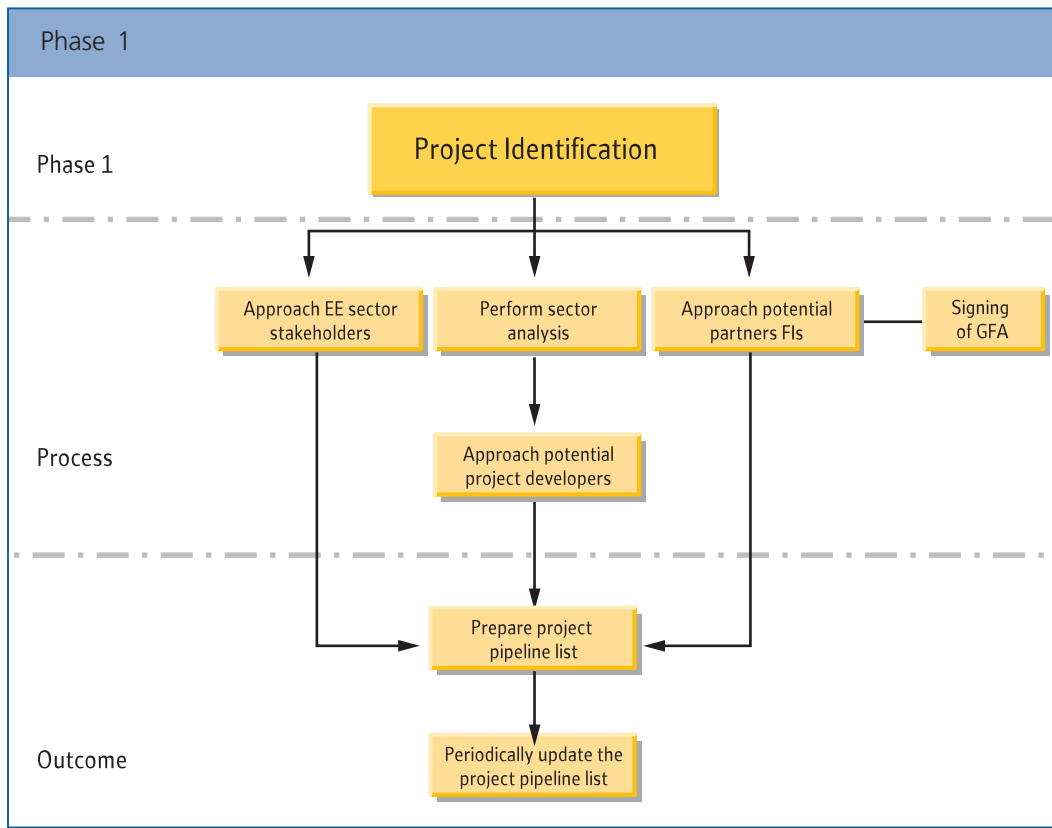 Phase 1
Phase 1
Project Identification
Approach EE sector
stakeholders
Perform sector
analysis
Approach potential
partners FIs
Signing
of GFA
Process
Approach potential
project developers
Prepare project
pipeline list
Outcome
Periodically update the
project pipeline list